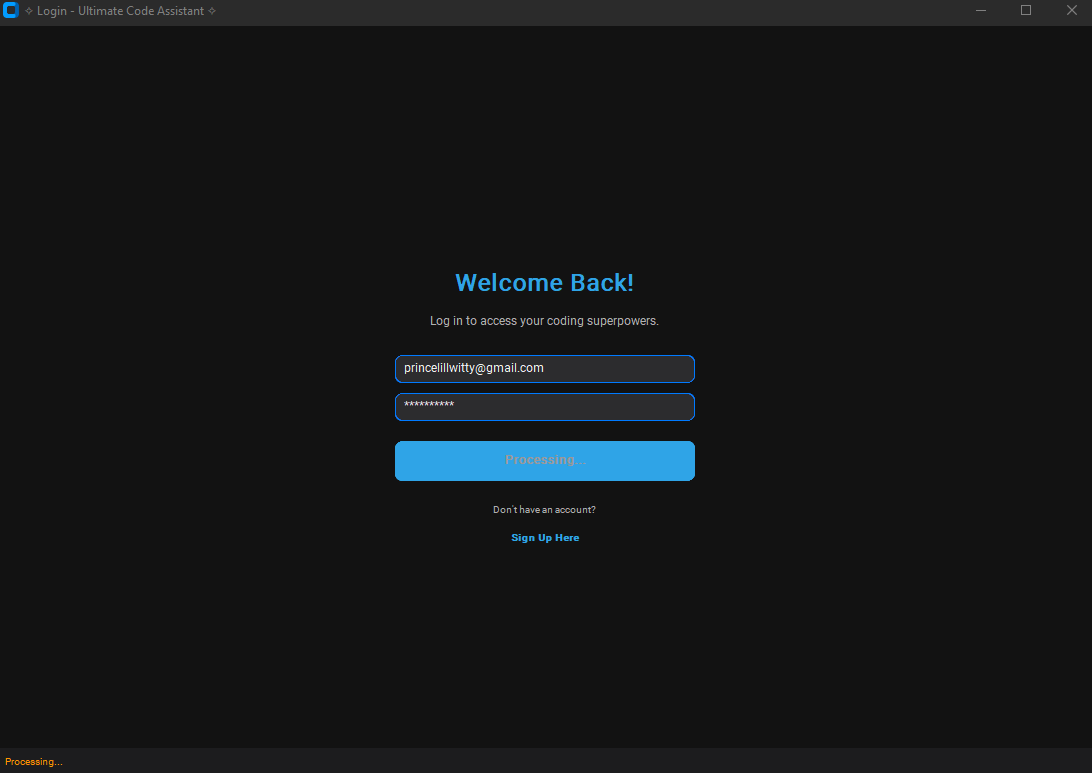 ✧ Login - Ultimate Code Assistant ✧
Welcome Back!
Log in to access your coding superpowers.
princelillwitty@gmail.com
**********
Processing...
Don't have an account?
Sign Up Here
Processing...